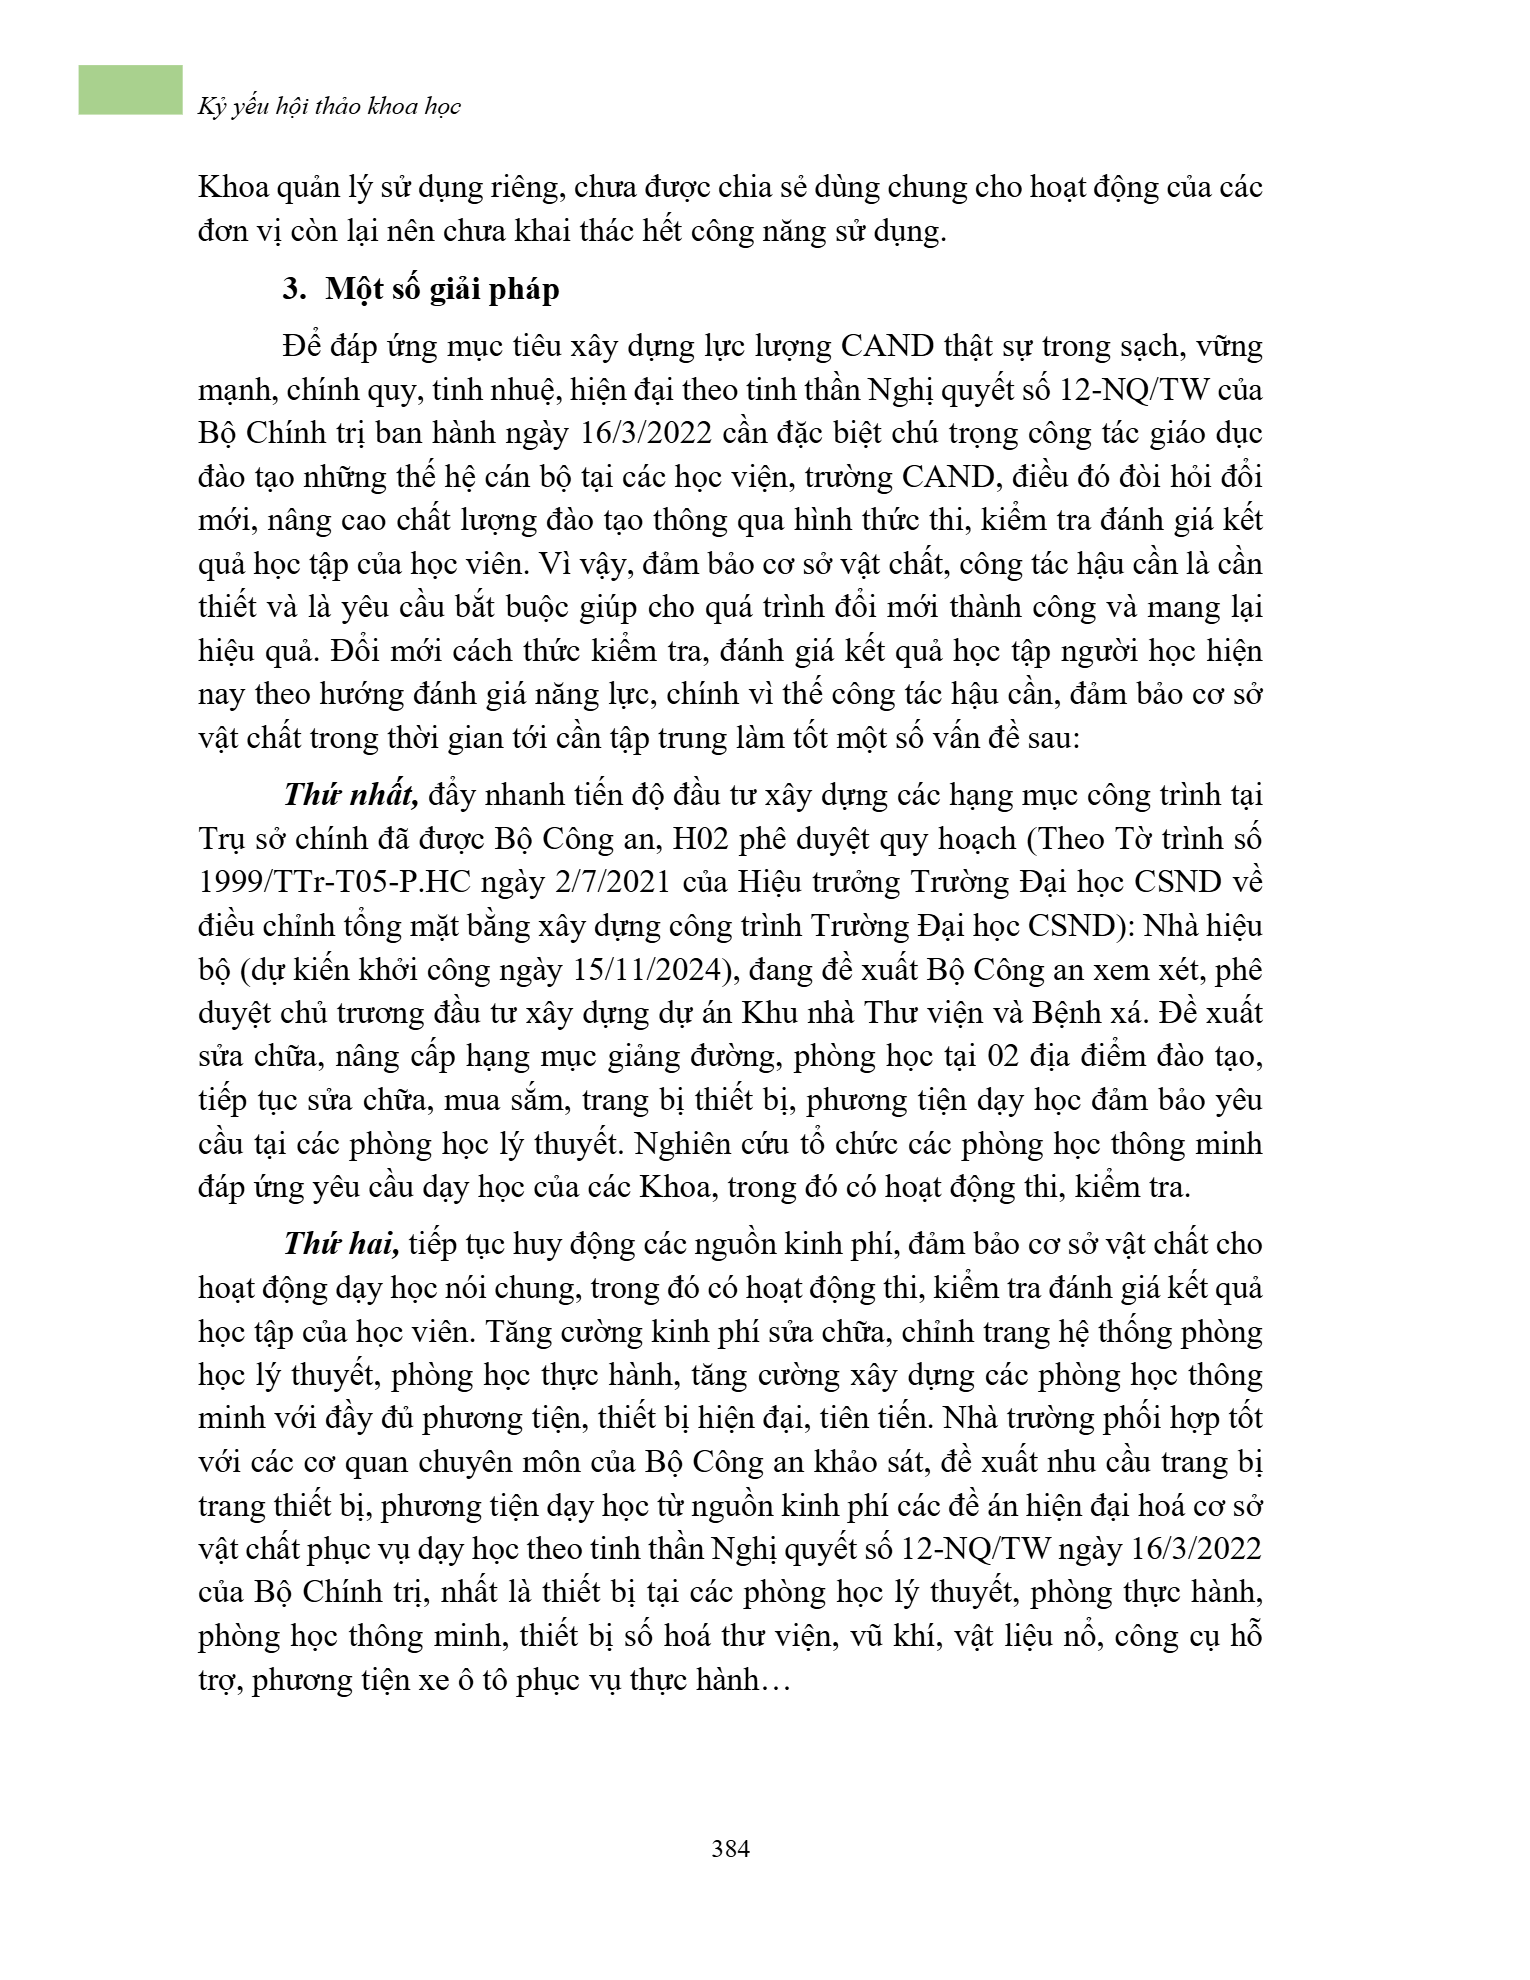 Kỷ yếu hội thảo khoa học
Khoa quản lý sử dụng riêng, chưa được chia sẻ dùng chung cho hoạt động của các
đơn vị còn lại nên chưa khai thác hết công năng sử dụng.
3. Một số giải pháp
Để đáp ứng mục tiêu xây dựng lực lượng CAND thật sự trong sạch, vững
mạnh, chính quy, tinh nhuệ, hiện đại theo tinh thần Nghị quyết số 12-NQ/TW của
Bộ Chính trị ban hành ngày 16/3/2022 cần đặc biệt chú trọng công tác giáo dục
đào tạo những thế hệ cán bộ tại các học viện, trường CAND, điều đó đòi hỏi đổi
mới, nâng cao chất lượng đào tạo thông qua hình thức thi, kiểm tra đánh giá kết
quả học tập của học viên. Vì vậy, đảm bảo cơ sở vật chất, công tác hậu cần là cần
thiết và là yêu cầu bắt buộc giúp cho quá trình đổi mới thành công và mang lại
hiệu quả. Đổi mới cách thức kiểm tra, đánh giá kết quả học tập người học hiện
nay theo hướng đánh giá năng lực, chính vì thế công tác hậu cần, đảm bảo cơ sở
vật chất trong thời gian tới cần tập trung làm tốt một số vấn đề sau:
Thứ nhất, đẩy nhanh tiến độ đầu tư xây dựng các hạng mục công trình tại
Trụ sở chính đã được Bộ Công an, H02 phê duyệt quy hoạch (Theo Tờ trình số
1999/TTr-T05-P.HC ngày 2/7/2021 của Hiệu trưởng Trường Đại học CSND về
điều chỉnh tổng mặt bằng xây dựng công trình Trường Đại học CSND): Nhà hiệu
bộ (dự kiến khởi công ngày 15/11/2024), đang đề xuất Bộ Công an xem xét, phê
duyệt chủ trương đầu tư xây dựng dự án Khu nhà Thư viện và Bệnh xá. Đề xuất
sửa chữa, nâng cấp hạng mục giảng đường, phòng học tại 02 địa điểm đào tạo,
tiếp tục sửa chữa, mua sắm, trang bị thiết bị, phương tiện dạy học đảm bảo yêu
cầu tại các phòng học lý thuyết. Nghiên cứu tổ chức các phòng học thông minh
đáp ứng yêu cầu dạy học của các Khoa, trong đó có hoạt động thi, kiểm tra.
Thứ hai, tiếp tục huy động các nguồn kinh phí, đảm bảo cơ sở vật chất cho
hoạt động dạy học nói chung, trong đó có hoạt động thi, kiểm tra đánh giá kết quả
học tập của học viên. Tăng cường kinh phí sửa chữa, chỉnh trang hệ thống phòng
học lý thuyết, phòng học thực hành, tăng cường xây dựng các phòng học thông
minh với đầy đủ phương tiện, thiết bị hiện đại, tiên tiến. Nhà trường phối hợp tốt
với các cơ quan chuyên môn của Bộ Công an khảo sát, đề xuất nhu cầu trang bị
trang thiết bị, phương tiện dạy học từ nguồn kinh phí các đề án hiện đại hoá cơ sở
vật chất phục vụ dạy học theo tinh thần Nghị quyết số 12-NQ/TW ngày 16/3/2022
của Bộ Chính trị, nhất là thiết bị tại các phòng học lý thuyết, phòng thực hành,
phòng học thông minh, thiết bị số hoá thư viện, vũ khí, vật liệu nổ, công cụ hỗ
trợ, phương tiện xe ô tô phục vụ thực hành…
384